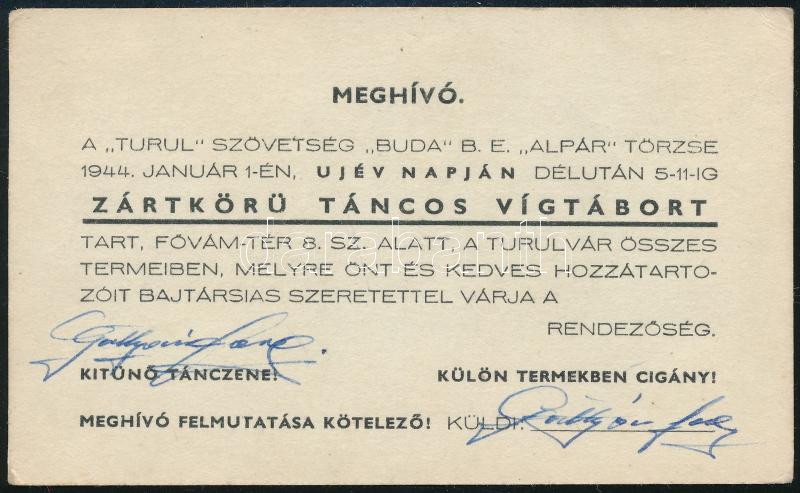 MEGHÍVÓ.
A „TURUL" SZÖVETSÉG „BUDA" B. E. „ALPÁR" TÖRZSE
1944. JANUÁR 1-ÉN, UJÉV NAPJÁN DÉLUTÁN 5-11-IG
ZÁRTKÖRÜ TÁNCOS VÍGTÁBORT
TART, FŐVÁM-TÉR 8. SZ. ALATT, A TURULVÁR ÖSSZES
TERMEIBEN, MELYRE ÖNT ÉS KEDVES HOZZÁTARTO-
ZÓIT BAJTÁRSIAS SZERETETTEL VÁRJA A
RENDEZŐSÉG.
KITÜNŐ TÁNCZENE! KÜLÖN TERMEKBEN CIGÁNY!
MEGHÍVÓ FELMUTATÁSA KÖTELEZŐ! KÜLDI:
darabanth